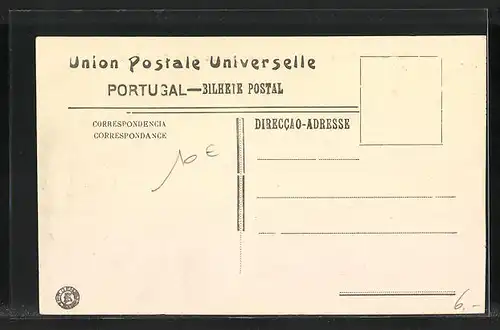 Union Postale Universelle
PORTUGAL—BILHETE POSTAL
CORRESPONDENCIA
CORRESPONDANCE
DIRECÇAO-ADRESSE
10 €
6,-